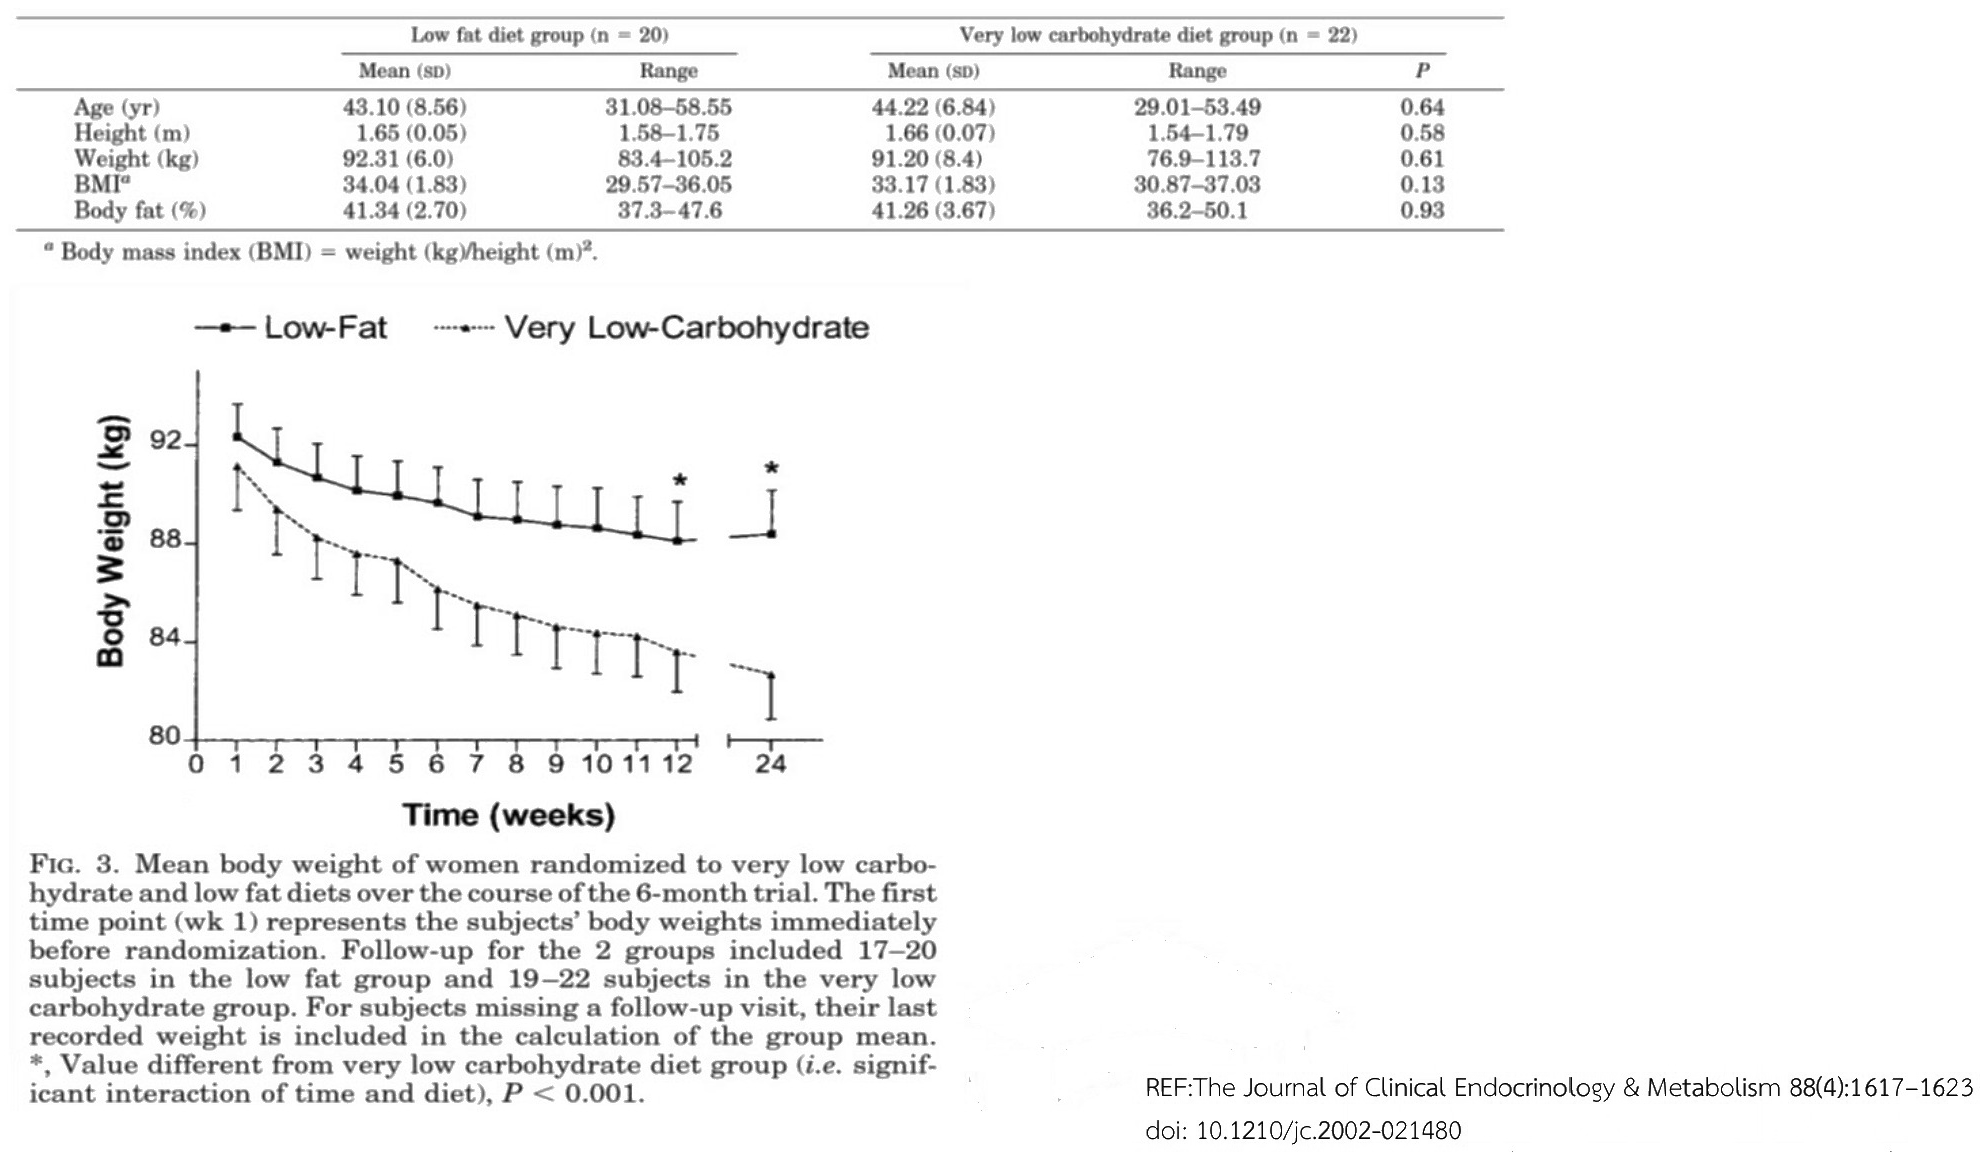 Low fat diet group (n = 20) Very low carbohydrate diet group (n = 22)
Mean (SD) Range Mean (SD) Range P
Age (yr) 43.10 (8.56) 31.08–58.55 44.22 (6.84) 29.01–53.49 0.64
Height (m) 1.65 (0.05) 1.58–1.75 1.66 (0.07) 1.54–1.79 0.58
Weight (kg) 92.31 (6.0) 83.4–105.2 91.20 (8.4) 76.9–113.7 0.61
BMIᵃ 34.04 (1.83) 29.57–36.05 33.17 (1.83) 30.87–37.03 0.13
Body fat (%) 41.34 (2.70) 37.3–47.6 41.26 (3.67) 36.2–50.1 0.93
ᵃ Body mass index (BMI) = weight (kg)/height (m)².
Low-Fat Very Low-Carbohydrate
Body Weight (kg)
92
88
84
80
* *
0 1 2 3 4 5 6 7 8 9 10 11 12 24
Time (weeks)
FIG. 3. Mean body weight of women randomized to very low carbo-
hydrate and low fat diets over the course of the 6-month trial. The first
time point (wk 1) represents the subjects' body weights immediately
before randomization. Follow-up for the 2 groups included 17–20
subjects in the low fat group and 19–22 subjects in the very low
carbohydrate group. For subjects missing a follow-up visit, their last
recorded weight is included in the calculation of the group mean.
*, Value different from very low carbohydrate diet group (i.e. signif-
icant interaction of time and diet), P < 0.001.
REF:The Journal of Clinical Endocrinology & Metabolism 88(4):1617–1623
doi: 10.1210/jc.2002-021480